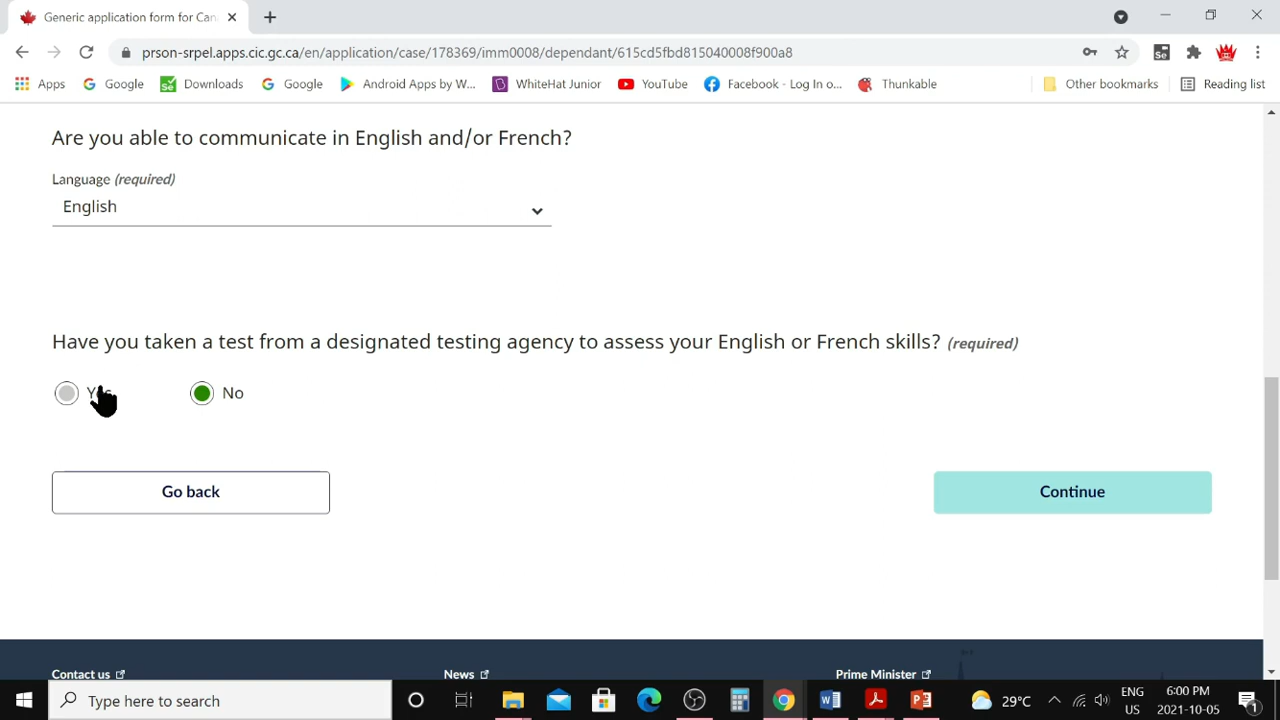 Generic application form for Can
prson-srpel.apps.cic.gc.ca/en/application/case/178369/imm0008/dependant/615cd5fbd815040008f900a8
Apps Google Downloads Google Android Apps by W... WhiteHat Junior YouTube Facebook - Log In o... Thunkable Other bookmarks Reading list
Are you able to communicate in English and/or French?
Language (required)
English
Have you taken a test from a designated testing agency to assess your English or French skills? (required)
Yes No
Go back Continue
Contact us News Prime Minister
Type here to search 29°C ENG 6:00 PM
US 2021-10-05 1